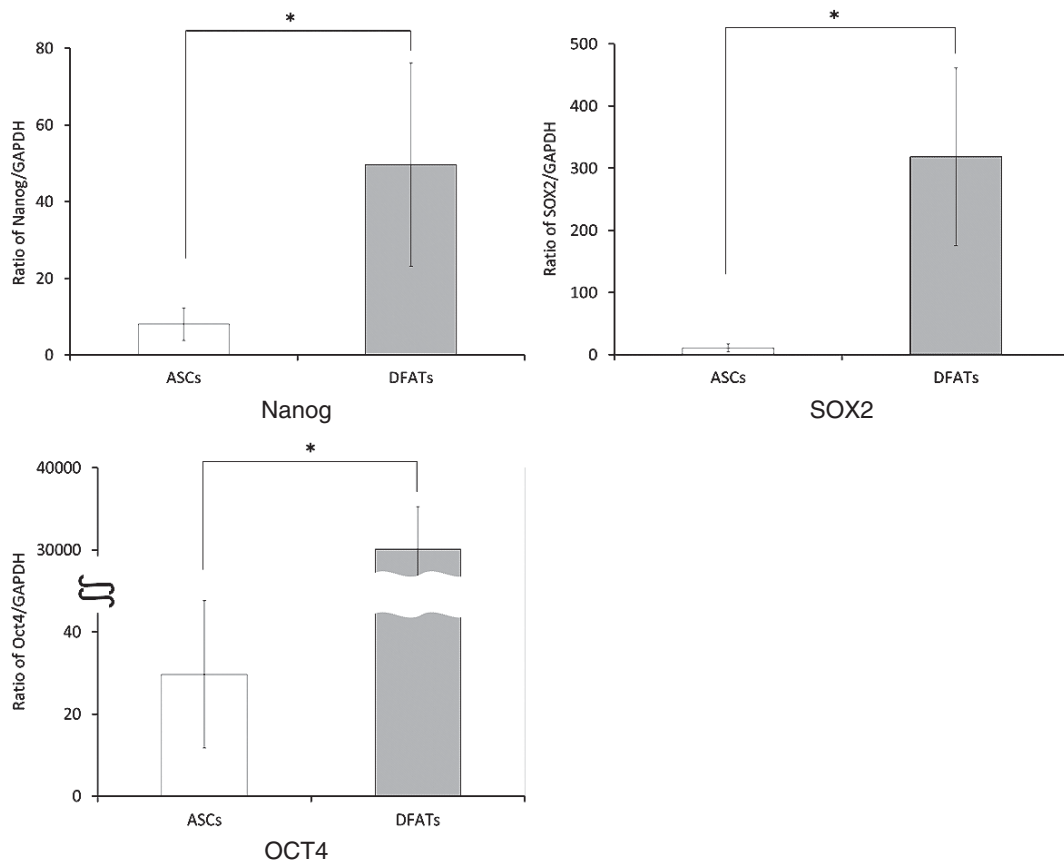 *
80
60
40
20
0
Ratio of Nanog/GAPDH
ASCs DFATs
Nanog
*
500
400
300
200
100
0
Ratio of SOX2/GAPDH
ASCs DFATs
SOX2
*
40000
30000
40
20
0
Ratio of Oct4/GAPDH
ASCs DFATs
OCT4